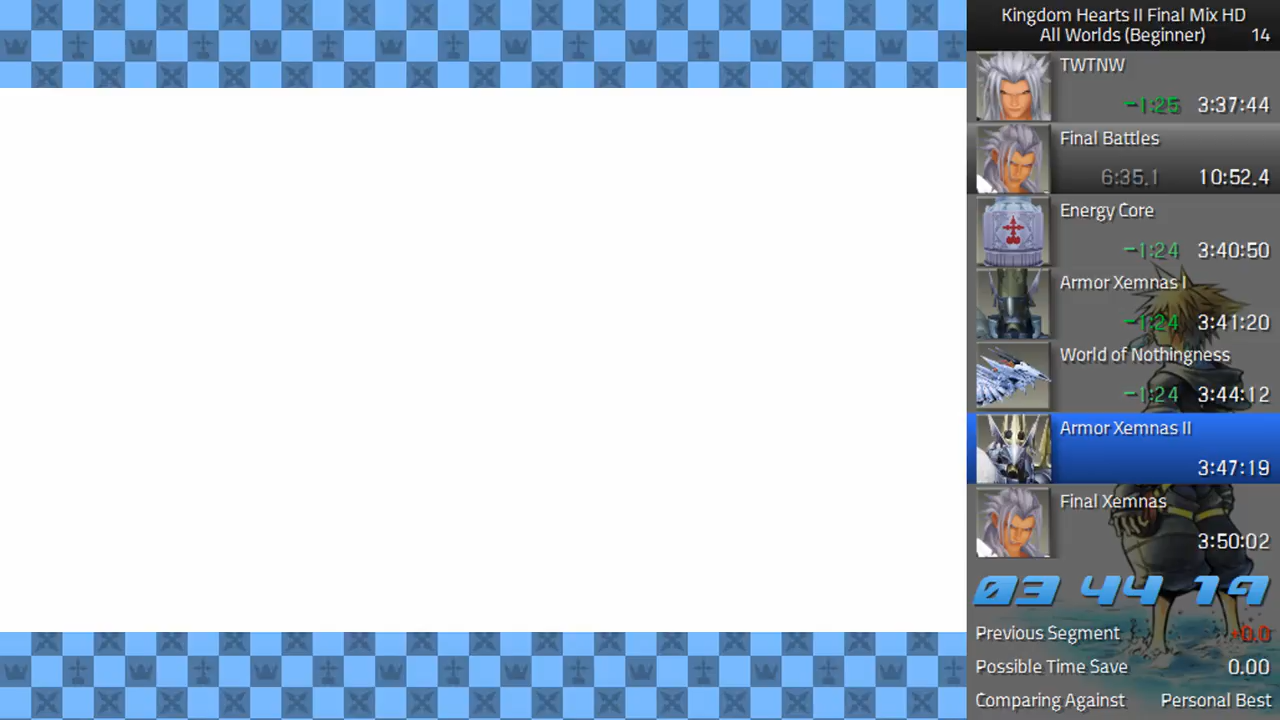 Kingdom Hearts II Final Mix HD
All Worlds (Beginner) 14
TWTNW
-1:25 3:37:44
Final Battles
6:35.1 10:52.4
Energy Core
-1:24 3:40:50
Armor Xemnas I
-1:24 3:41:20
World of Nothingness
-1:24 3:44:12
Armor Xemnas II
3:47:19
Final Xemnas
3:50:02
03 44 19
Previous Segment +0.0
Possible Time Save 0.00
Comparing Against Personal Best